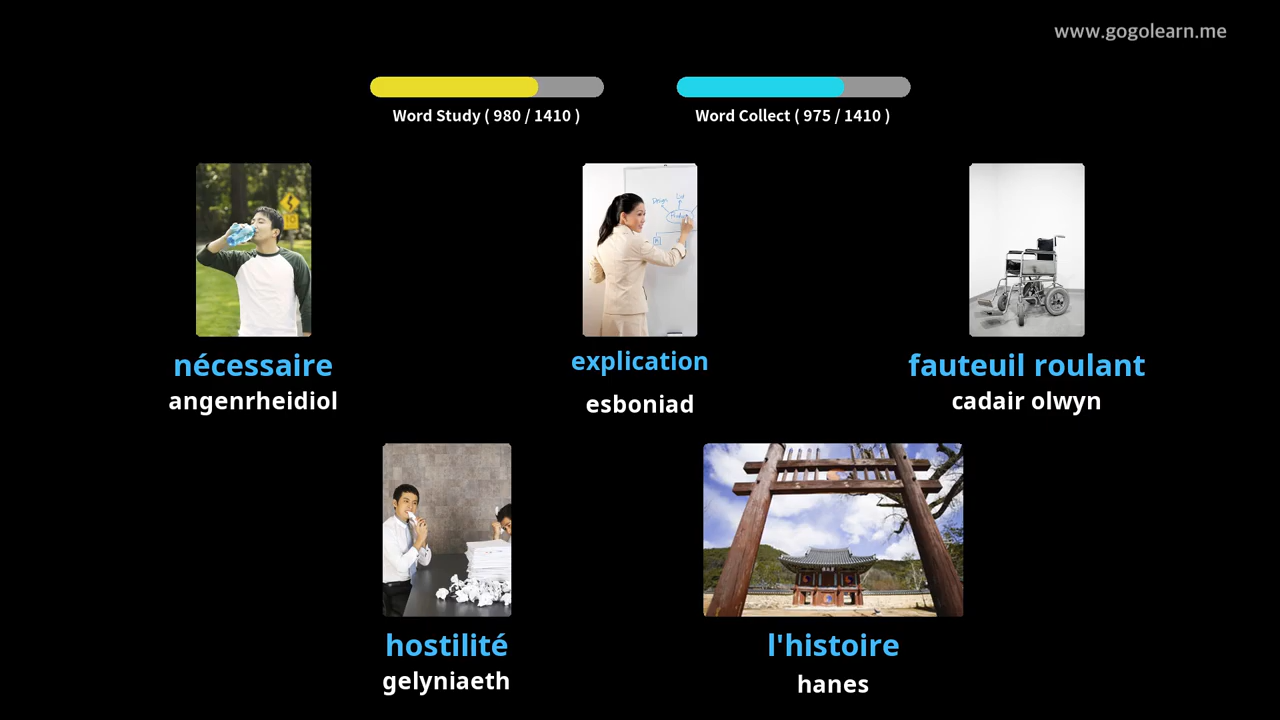 www.gogolearn.me
Word Study ( 980 / 1410 )
Word Collect ( 975 / 1410 )
nécessaire
angenrheidiol
explication
esboniad
fauteuil roulant
cadair olwyn
hostilité
gelyniaeth
l'histoire
hanes